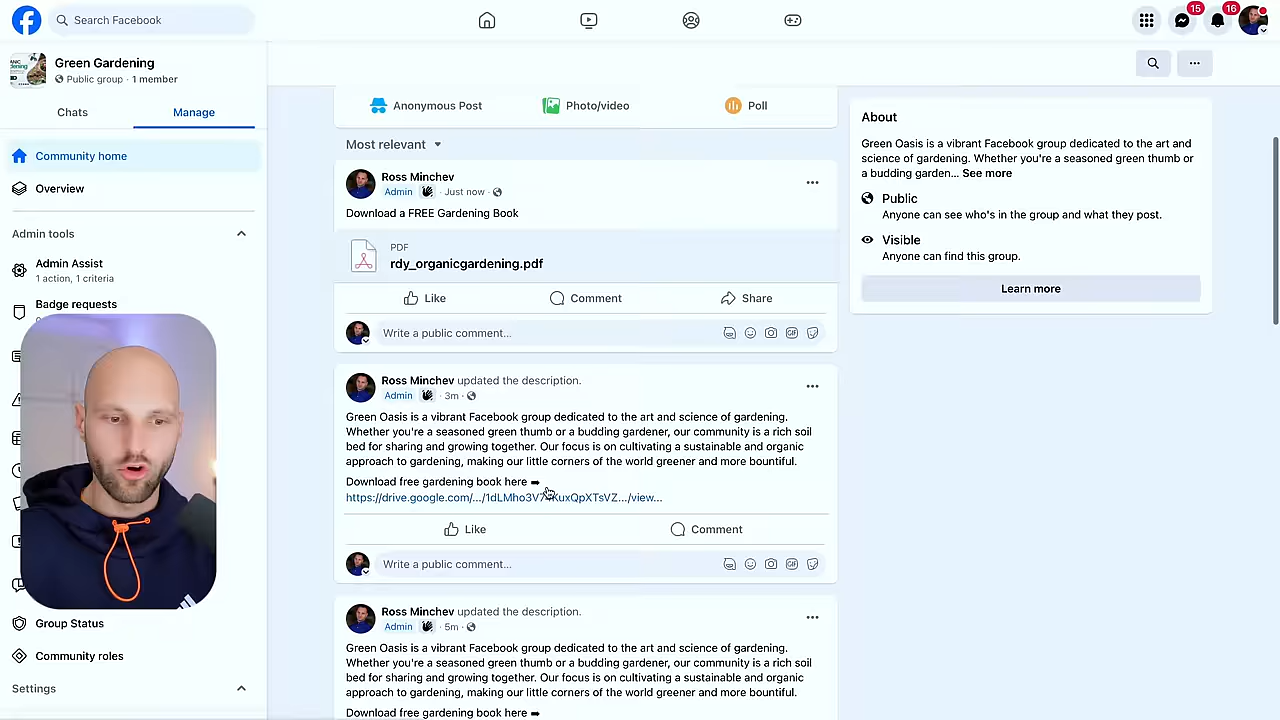 Search Facebook
15
16
Green Gardening
Public group · 1 member
Chats
Manage
Community home
Overview
Admin tools
Admin Assist
1 action, 1 criteria
Badge requests
Group Status
Community roles
Settings
Anonymous Post
Photo/video
Poll
Most relevant
Ross Minchev
Admin
Just now ·
Download a FREE Gardening Book
PDF
rdy_organicgardening.pdf
Like
Comment
Share
Write a public comment...
GIF
Ross Minchev updated the description.
Admin
3m ·
Green Oasis is a vibrant Facebook group dedicated to the art and science of gardening.
Whether you're a seasoned green thumb or a budding gardener, our community is a rich soil
bed for sharing and growing together. Our focus is on cultivating a sustainable and organic
approach to gardening, making our little corners of the world greener and more bountiful.
Download free gardening book here ➡
https://drive.google.com/.../1dLMho3V7
Like
Comment
Write a public comment...
GIF
Ross Minchev updated the description.
Admin
5m ·
Green Oasis is a vibrant Facebook group dedicated to the art and science of gardening.
Whether you're a seasoned green thumb or a budding gardener, our community is a rich soil
bed for sharing and growing together. Our focus is on cultivating a sustainable and organic
approach to gardening, making our little corners of the world greener and more bountiful.
Download free gardening book here ➡
About
Green Oasis is a vibrant Facebook group dedicated to the art and
science of gardening. Whether you're a seasoned green thumb or
a budding garden... See more
Public
Anyone can see who's in the group and what they post.
Visible
Anyone can find this group.
Learn more